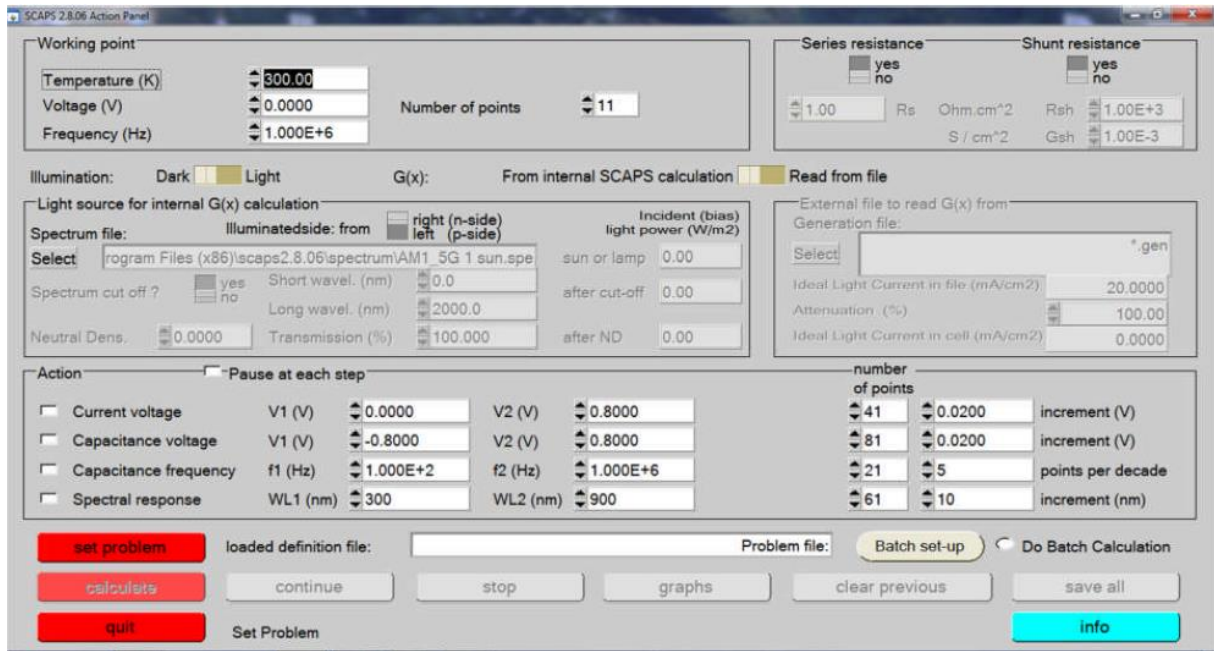 SCAPS 2.8.06 Action Panel
Working point
Temperature (K) 300.00
Voltage (V) 0.0000 Number of points 11
Frequency (Hz) 1.000E+6
Series resistance Shunt resistance
yes yes
no no
1.00 Rs Ohm.cm^2 Rsh 1.00E+3
S / cm^2 Gsh 1.00E-3
Illumination: Dark Light G(x): From internal SCAPS calculation Read from file
Light source for internal G(x) calculation
Spectrum file: Illuminatedside: from right (n-side) Incident (bias)
left (p-side) light power (W/m2)
Select rogram Files (x86)\scaps2.8.06\spectrum\AM1_5G 1 sun.spe sun or lamp 0.00
Spectrum cut off ? yes Short wavel. (nm) 0.0
no after cut-off 0.00
Long wavel. (nm) 2000.0
Neutral Dens. 0.0000 Transmission (%) 100.000 after ND 0.00
External file to read G(x) from
Generation file:
Select *.gen
Ideal Light Current in file (mA/cm2) 20.0000
Attenuation (%) 100.00
Ideal Light Current in cell (mA/cm2) 0.0000
Action Pause at each step number
of points
Current voltage V1 (V) 0.0000 V2 (V) 0.8000 41 0.0200 increment (V)
Capacitance voltage V1 (V) -0.8000 V2 (V) 0.8000 81 0.0200 increment (V)
Capacitance frequency f1 (Hz) 1.000E+2 f2 (Hz) 1.000E+6 21 5 points per decade
Spectral response WL1 (nm) 300 WL2 (nm) 900 61 10 increment (nm)
set problem loaded definition file: Problem file: Batch set-up Do Batch Calculation
calculate continue stop graphs clear previous save all
quit Set Problem info